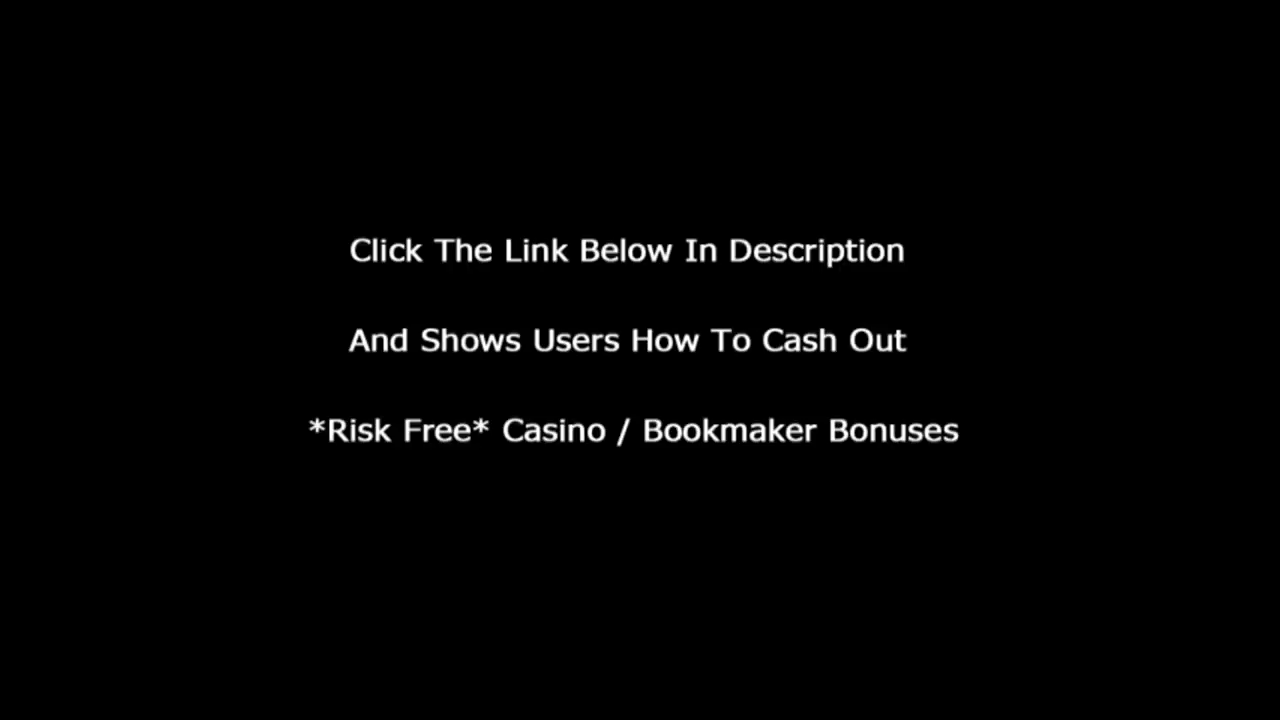 Click The Link Below In Description
And Shows Users How To Cash Out
*Risk Free* Casino / Bookmaker Bonuses